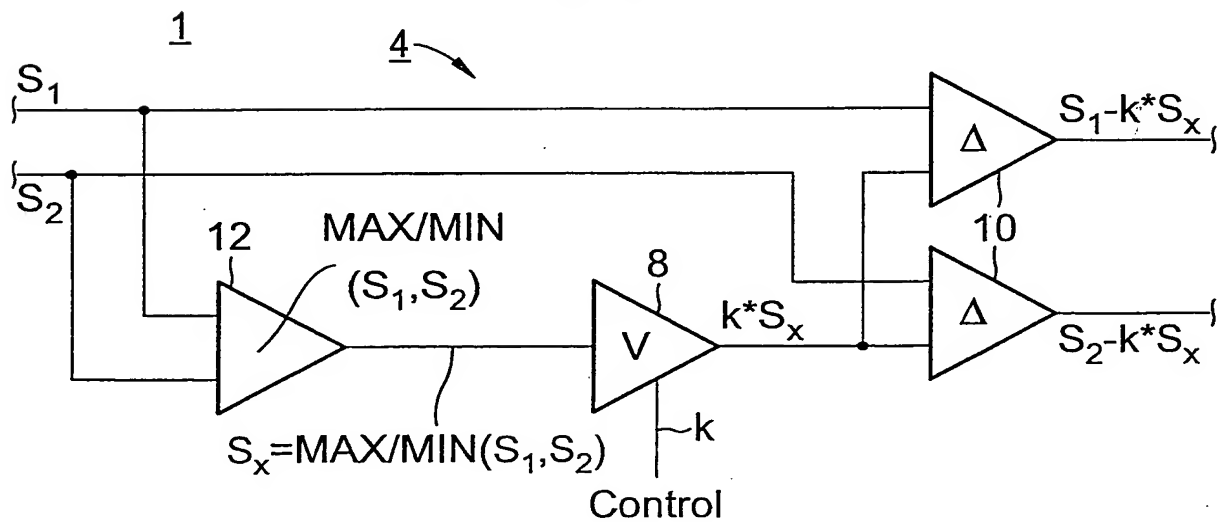 1
4
S₁
S₁-k*Sₓ
Δ
S₂
10
12
MAX/MIN
(S₁,S₂)
8
k*Sₓ
V
Δ
S₂-k*Sₓ
k
Sₓ=MAX/MIN(S₁,S₂)
Control